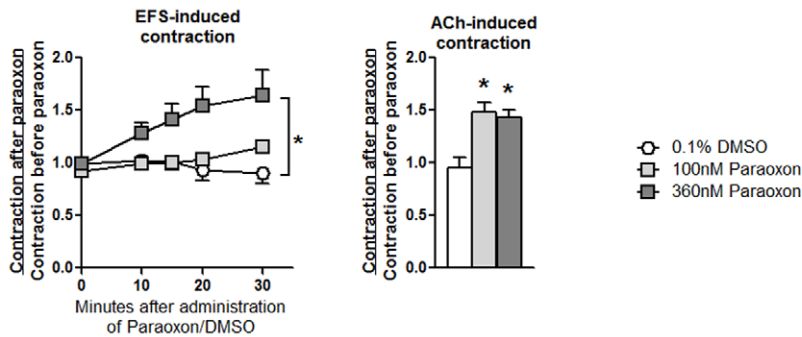 EFS-induced
contraction
Contraction after paraoxon
Contraction before paraoxon
2.0
1.5
1.0
0.5
0.0
*
0
10
20
30
Minutes after administration
of Paraoxon/DMSO
ACh-induced
contraction
Contraction after paraoxon
Contraction before paraoxon
2.0
1.5
1.0
0.5
0.0
* *
0.1% DMSO
100nM Paraoxon
360nM Paraoxon